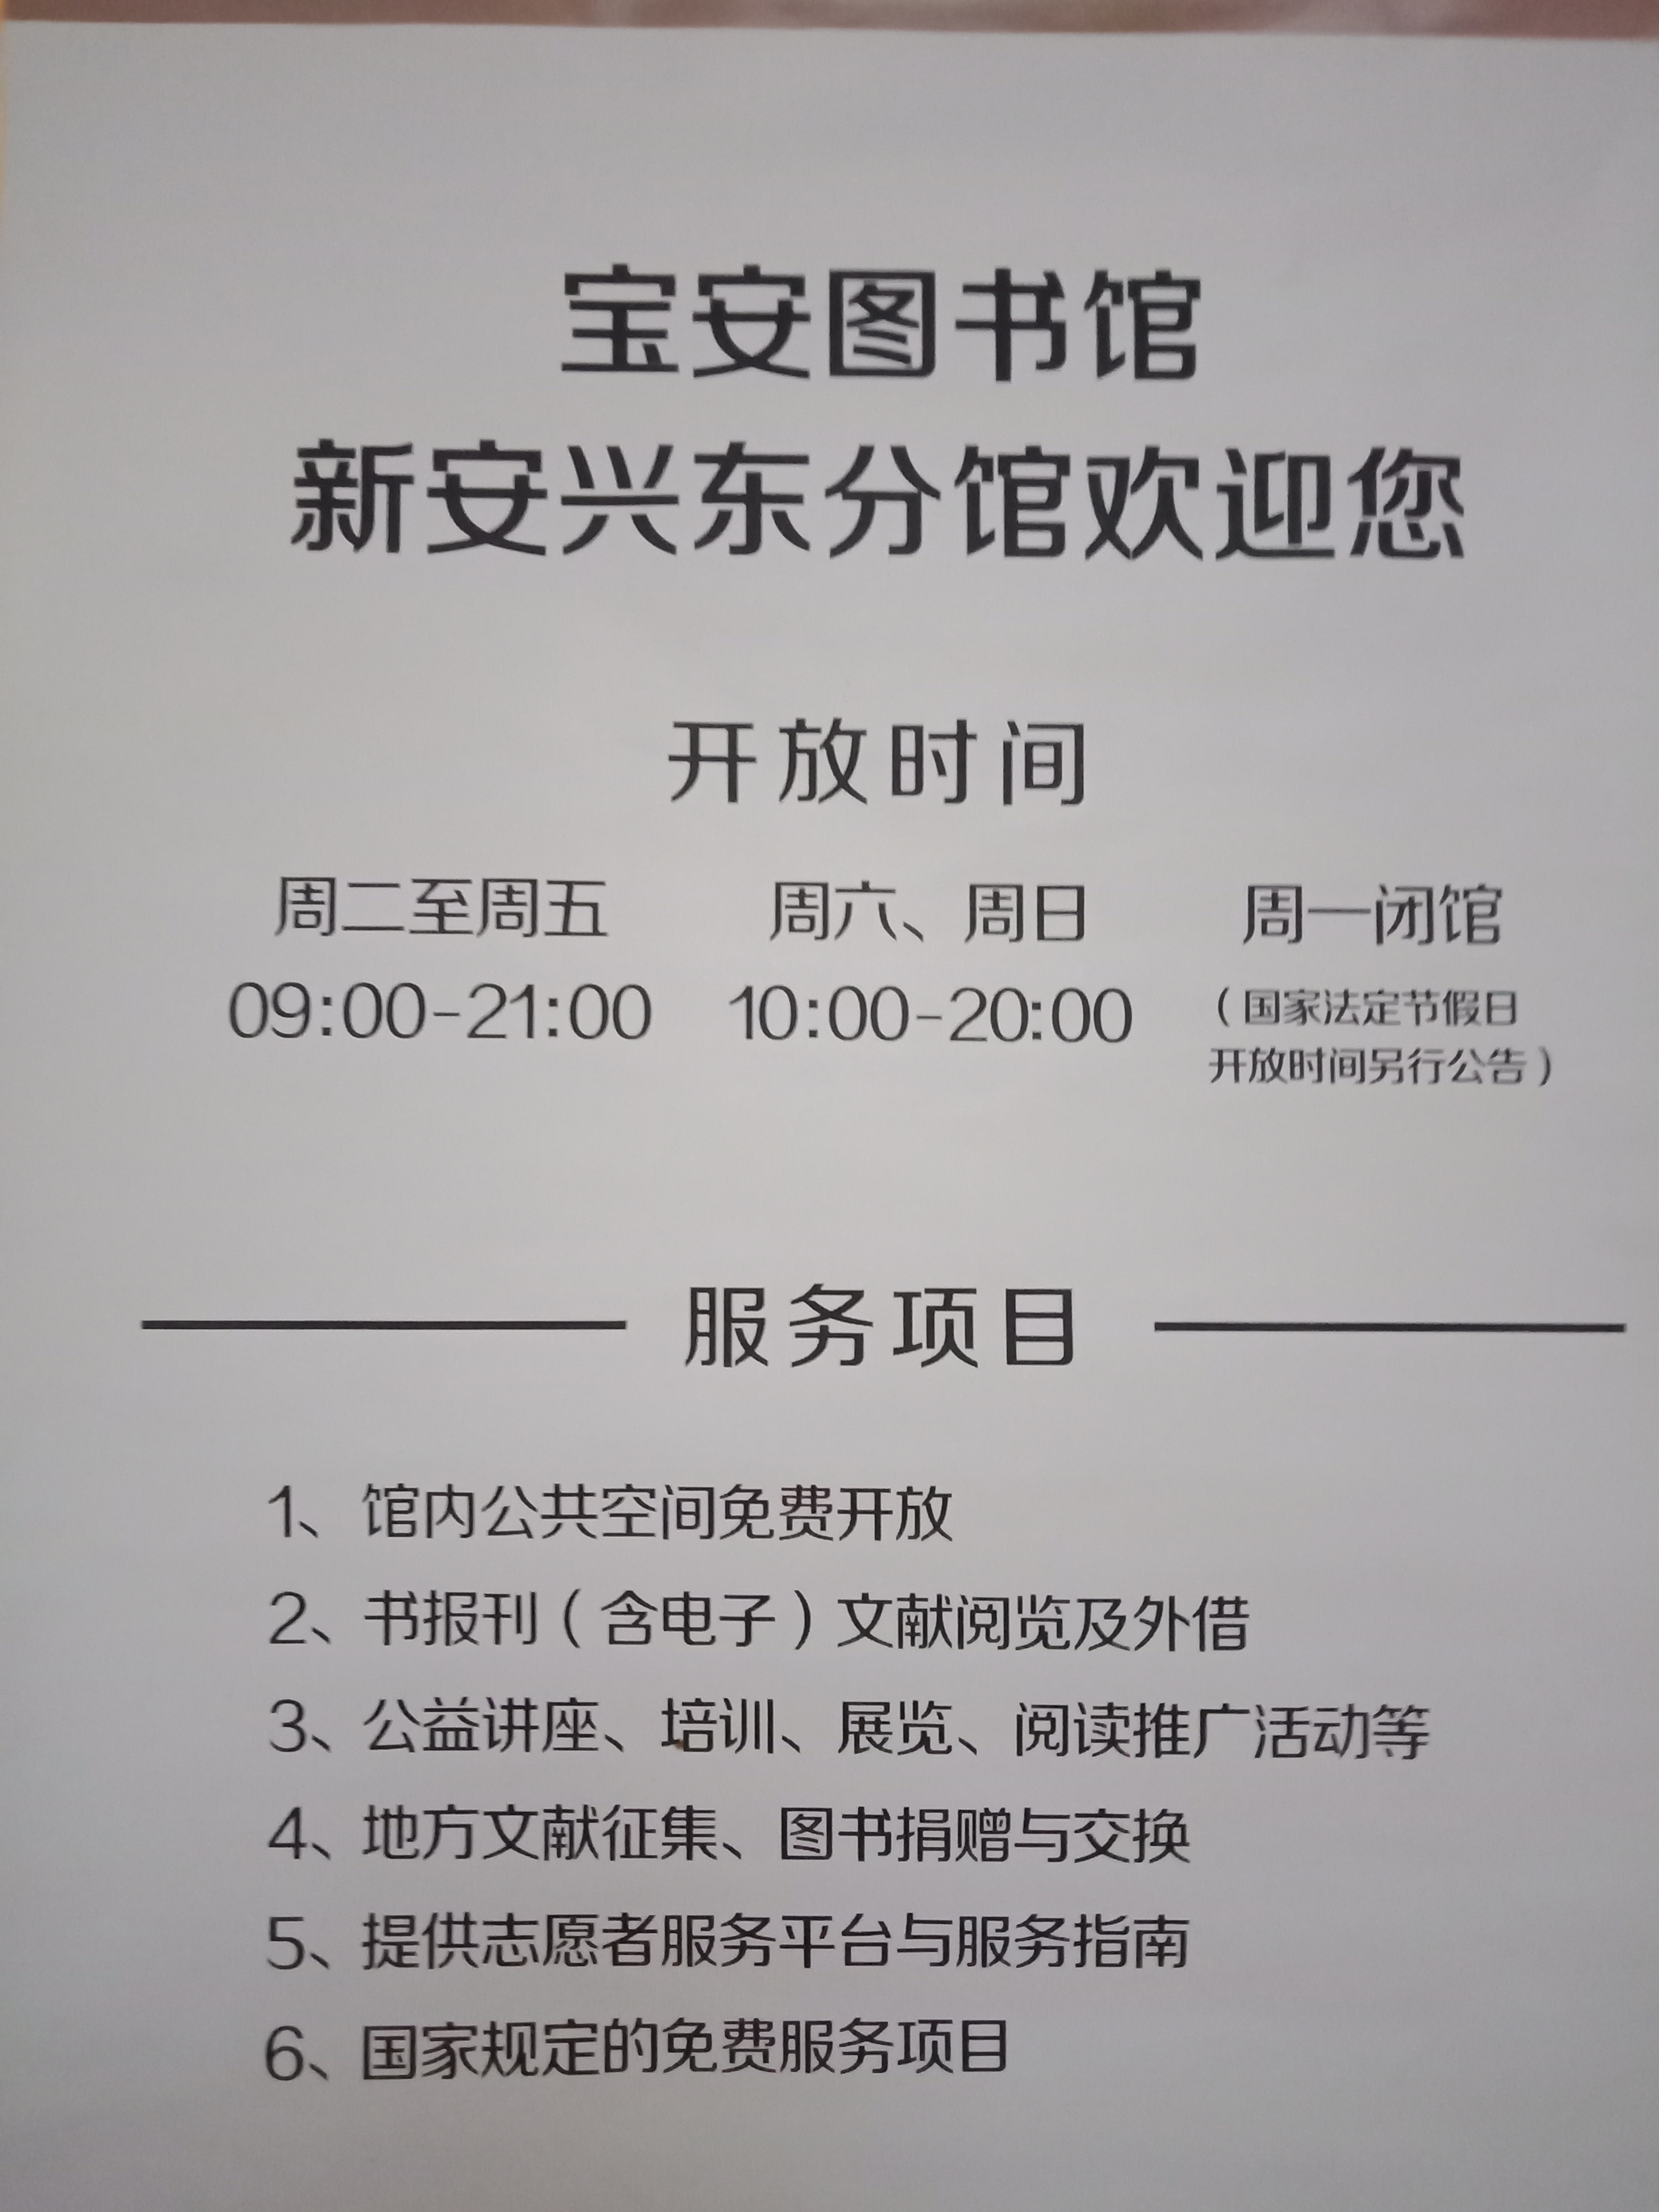 宝安图书馆
新安兴东分馆欢迎您
开放时间
周二至周五 周六、周日 周一闭馆
09:00-21:00 10:00-20:00 （国家法定节假日
开放时间另行公告）
服务项目
1、馆内公共空间免费开放
2、书报刊（含电子）文献阅览及外借
3、公益讲座、培训、展览、阅读推广活动等
4、地方文献征集、图书捐赠与交换
5、提供志愿者服务平台与服务指南
6、国家规定的免费服务项目